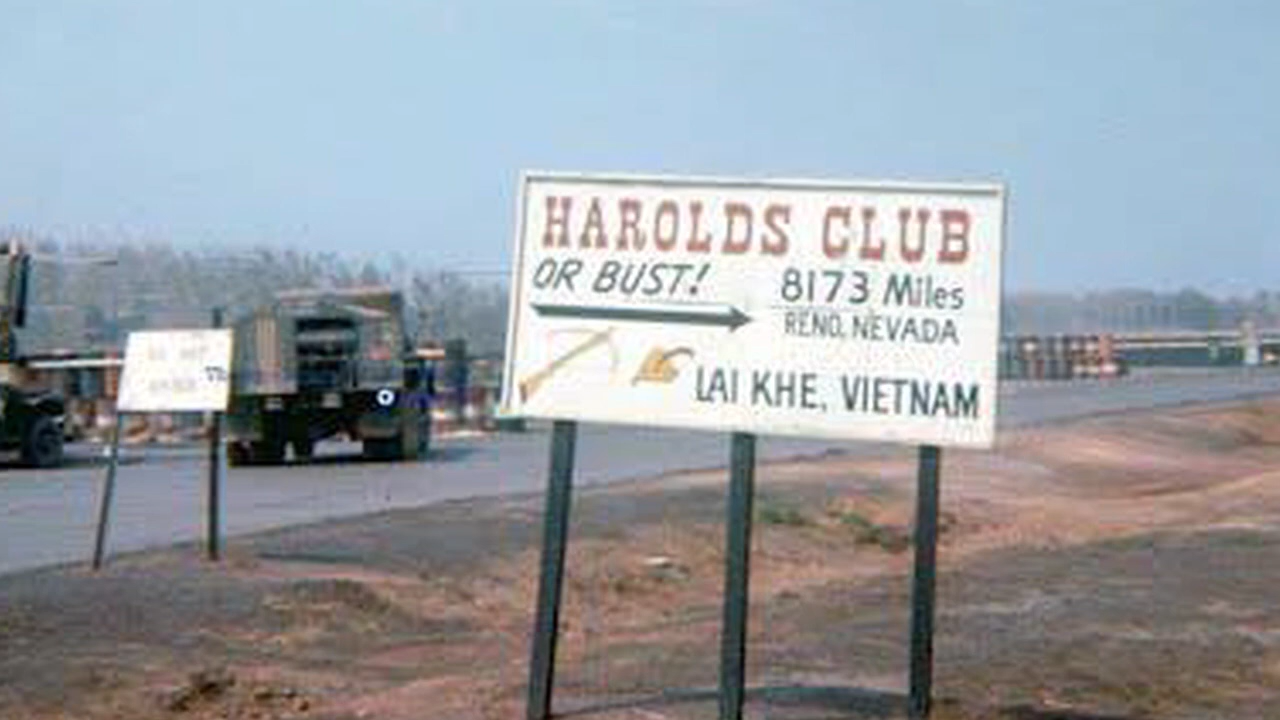 HAROLDS CLUB
OR BUST!
8173 Miles
RENO, NEVADA
LAI KHE, VIETNAM